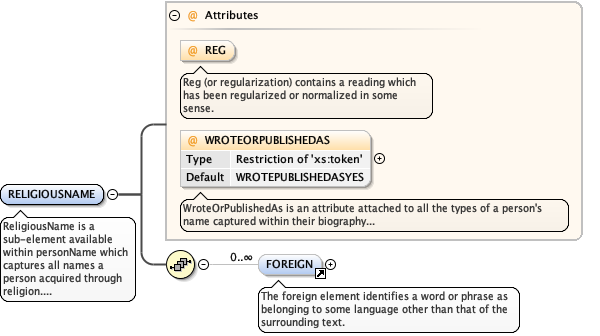 @ Attributes
@ REG
Reg (or regularization) contains a reading which
has been regularized or normalized in some
sense.
@ WROTEORPUBLISHEDAS
Type Restriction of 'xs:token'
Default WROTEPUBLISHEDASYES
WroteOrPublishedAs is an attribute attached to all the types of a person's
name captured within their biography...
RELIGIOUSNAME
ReligiousName is a
sub-element available
within personName which
captures all names a
person acquired through
religion....
0..∞
FOREIGN
The foreign element identifies a word or phrase as
belonging to some language other than that of the
surrounding text.